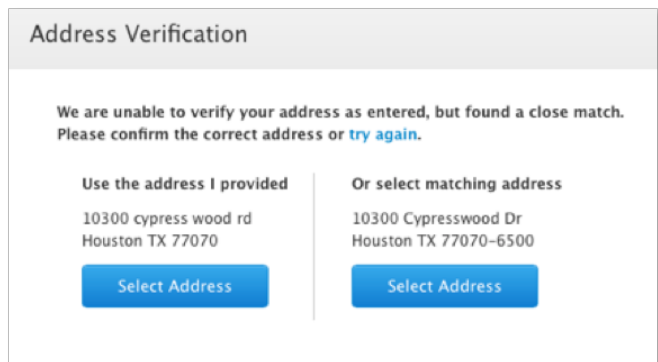 Address Verification
We are unable to verify your address as entered, but found a close match.
Please confirm the correct address or try again.
Use the address I provided
10300 cypress wood rd
Houston TX 77070
Select Address
Or select matching address
10300 Cypresswood Dr
Houston TX 77070-6500
Select Address